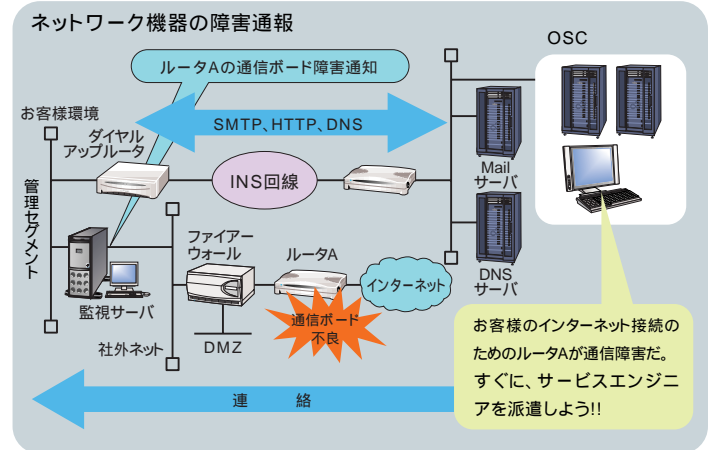 ネットワーク機器の障害通報
OSC
ルータAの通信ボード障害通知
お客様環境
SMTP、HTTP、DNS
ダイヤル
アップルータ
INS回線
Mail
サーバ
管理セグメント
ファイアー
ウォール
ルータA
インターネット
DNS
サーバ
監視サーバ
通信ボード
不良
社外ネット
DMZ
お客様のインターネット接続の
ためのルータAが通信障害だ。
すぐに、サービスエンジニ
アを派遣しよう!!
連　絡